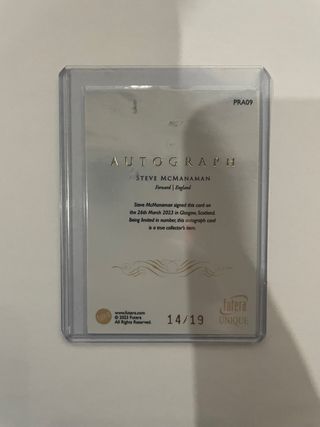 PRA09
AUTOGRAPH
STEVE MCMANAMAN
Forward | England
Steve McManaman signed this card on
the 26th March 2023 in Glasgow, Scotland.
Being limited in number, this autograph card
is a true collector's item.
www.futera.com
© 2023 Futera
All Rights Reserved.
14/19
futera
UNIQUE